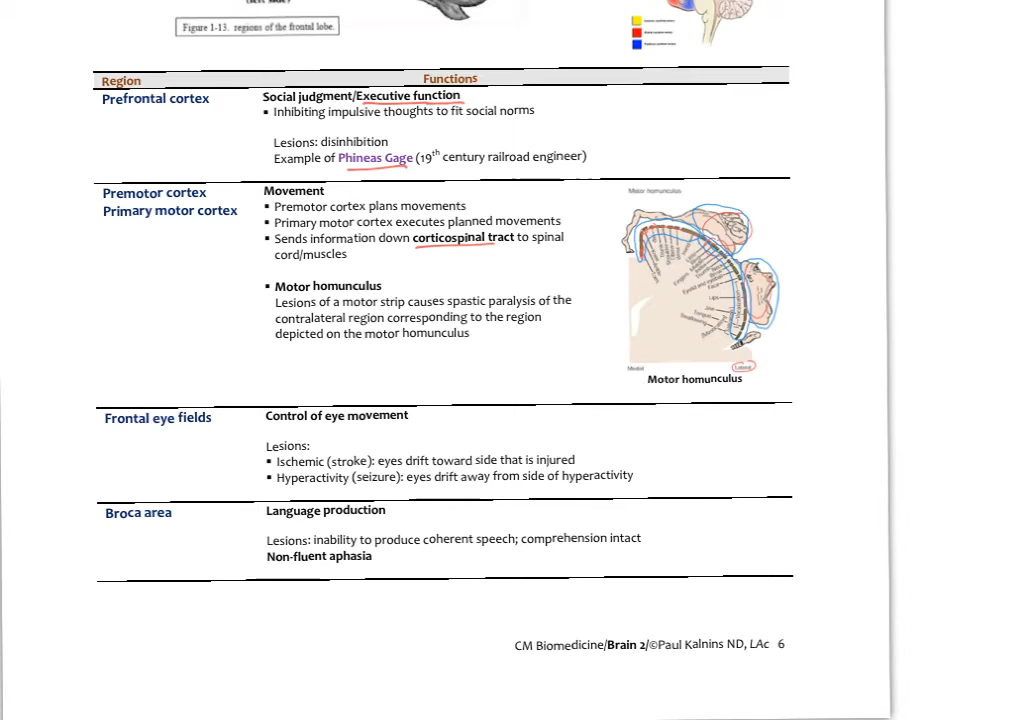 Figure 1-13. regions of the frontal lobe.
Region Functions
Prefrontal cortex Social judgment/Executive function
▪ Inhibiting impulsive thoughts to fit social norms
Lesions: disinhibition
Example of Phineas Gage (19th century railroad engineer)
Premotor cortex Movement
Primary motor cortex ▪ Premotor cortex plans movements
▪ Primary motor cortex executes planned movements
▪ Sends information down corticospinal tract to spinal
cord/muscles
▪ Motor homunculus
Lesions of a motor strip causes spastic paralysis of the
contralateral region corresponding to the region
depicted on the motor homunculus
Motor homunculus
Lips
Jaw
Tongue
Swallowing
Medial Lateral
Motor homunculus
Frontal eye fields Control of eye movement
Lesions:
▪ Ischemic (stroke): eyes drift toward side that is injured
▪ Hyperactivity (seizure): eyes drift away from side of hyperactivity
Broca area Language production
Lesions: inability to produce coherent speech; comprehension intact
Non-fluent aphasia
CM Biomedicine/Brain 2/©Paul Kalnins ND, LAc 6